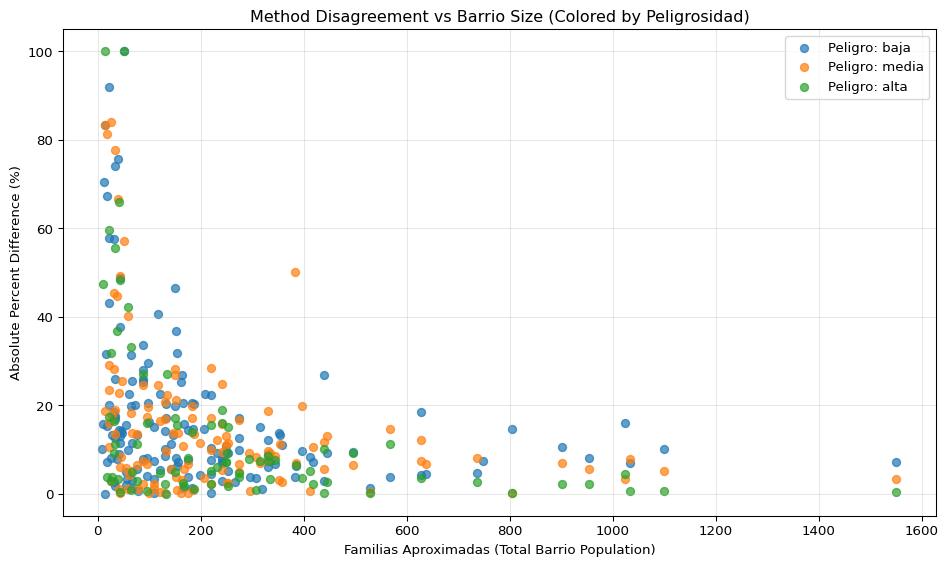 Method Disagreement vs Barrio Size (Colored by Peligrosidad)
Peligro: baja
Peligro: media
Peligro: alta
Absolute Percent Difference (%)
100
80
60
40
20
0
0 200 400 600 800 1000 1200 1400 1600
Familias Aproximadas (Total Barrio Population)